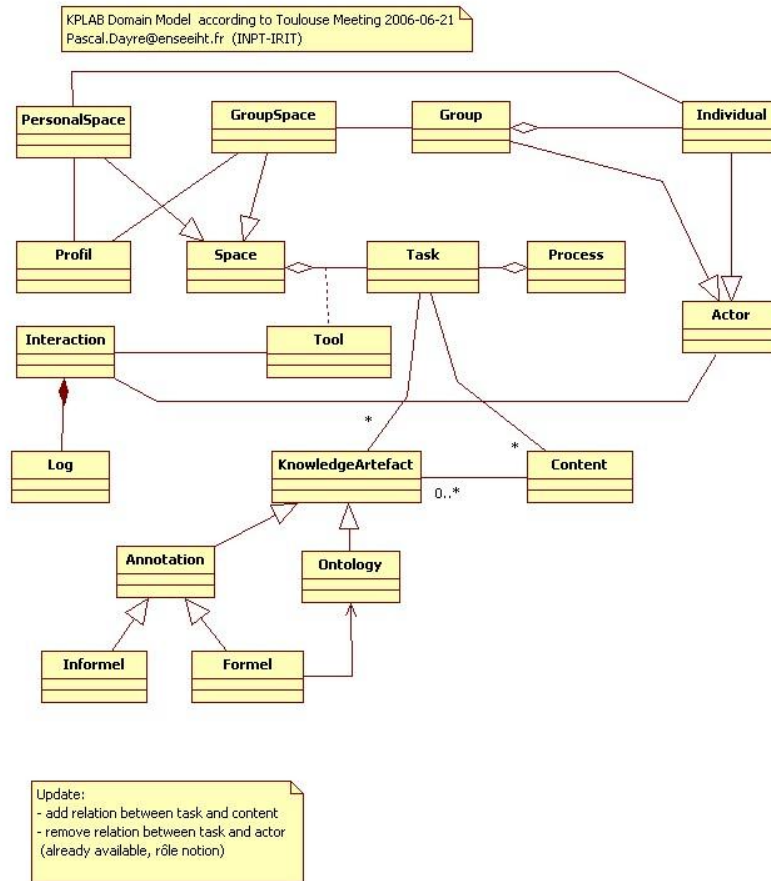 KPLAB Domain Model according to Toulouse Meeting 2006-06-21
Pascal.Dayre@enseeiht.fr (INPT-IRIT)
PersonalSpace
GroupSpace
Group
Individual
Profil
Space
Task
Process
Actor
Interaction
Tool
*
*
Log
KnowledgeArtefact
Content
0..*
Annotation
Ontology
Informel
Formel
Update:
- add relation between task and content
- remove relation between task and actor
(already available, rôle notion)